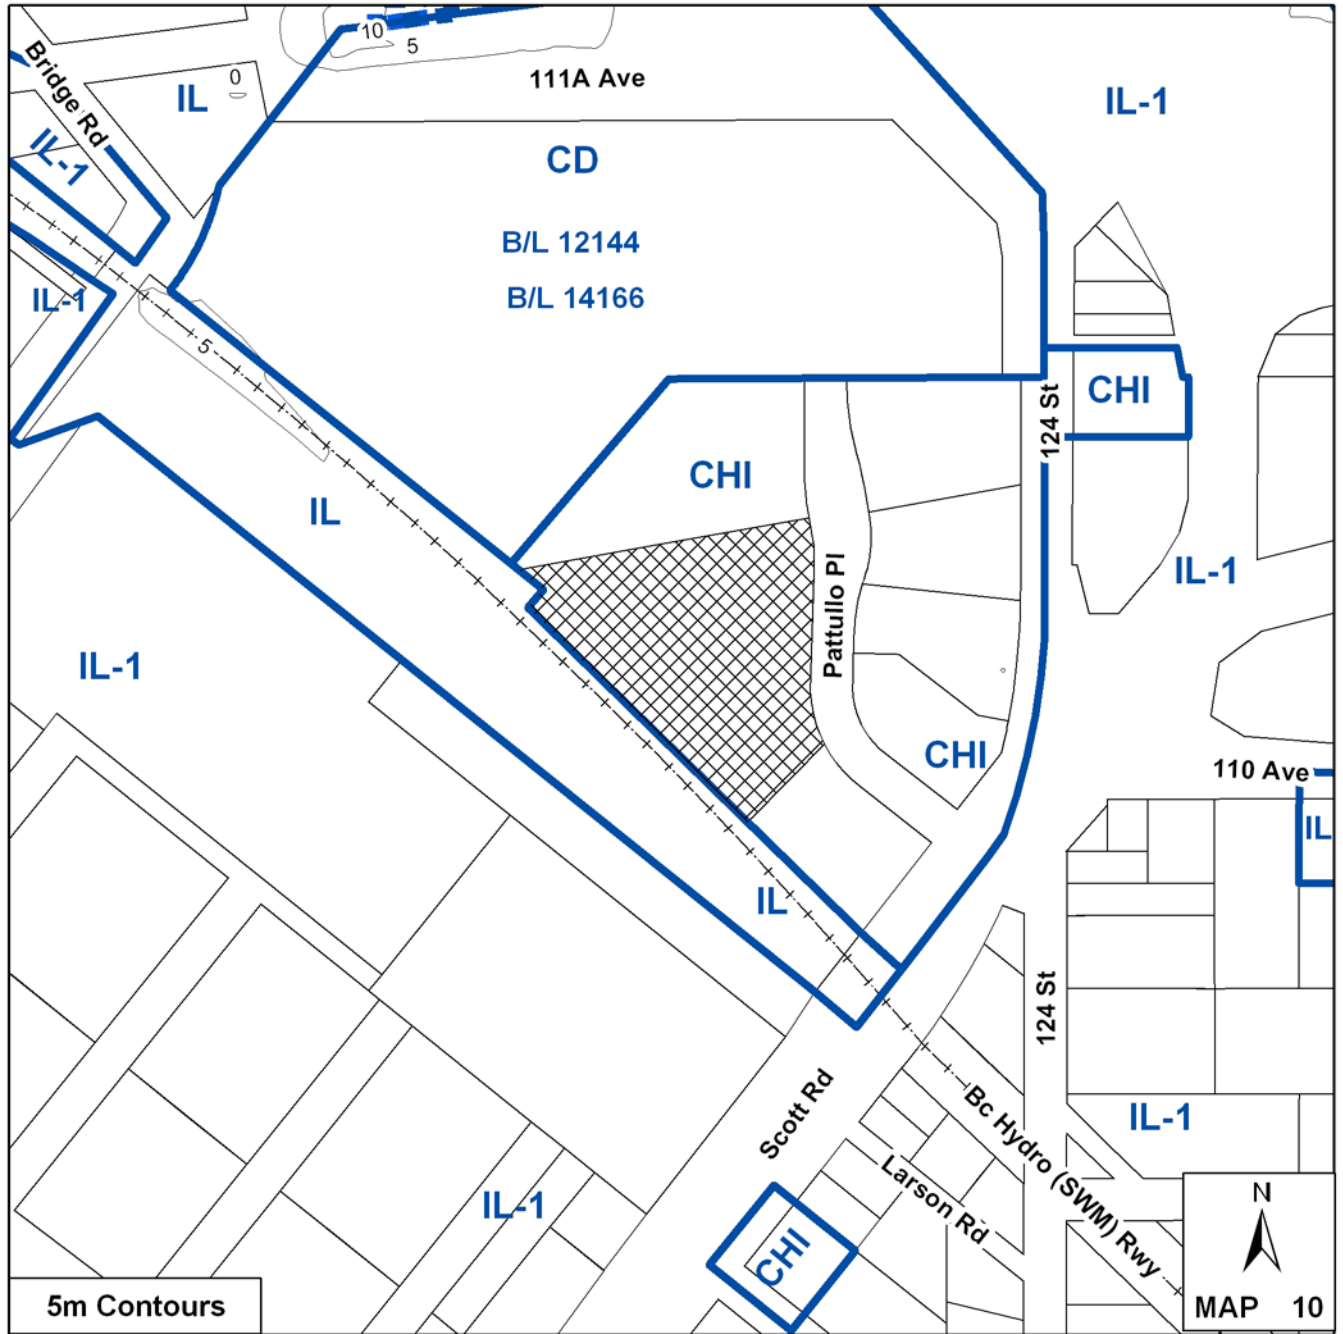 10
5
Bridge Rd
0
111A Ave
IL
IL-1
IL-1
CD
B/L 12144
B/L 14166
IL-1
5
CHI
124 St
CHI
IL
IL-1
Pattullo Pl
IL-1
CHI
110 Ave
IL
IL
124 St
Scott Rd
Bc Hydro (SWM) Rwy
IL-1
Larson Rd
IL-1
CHI
N
MAP 10
5m Contours